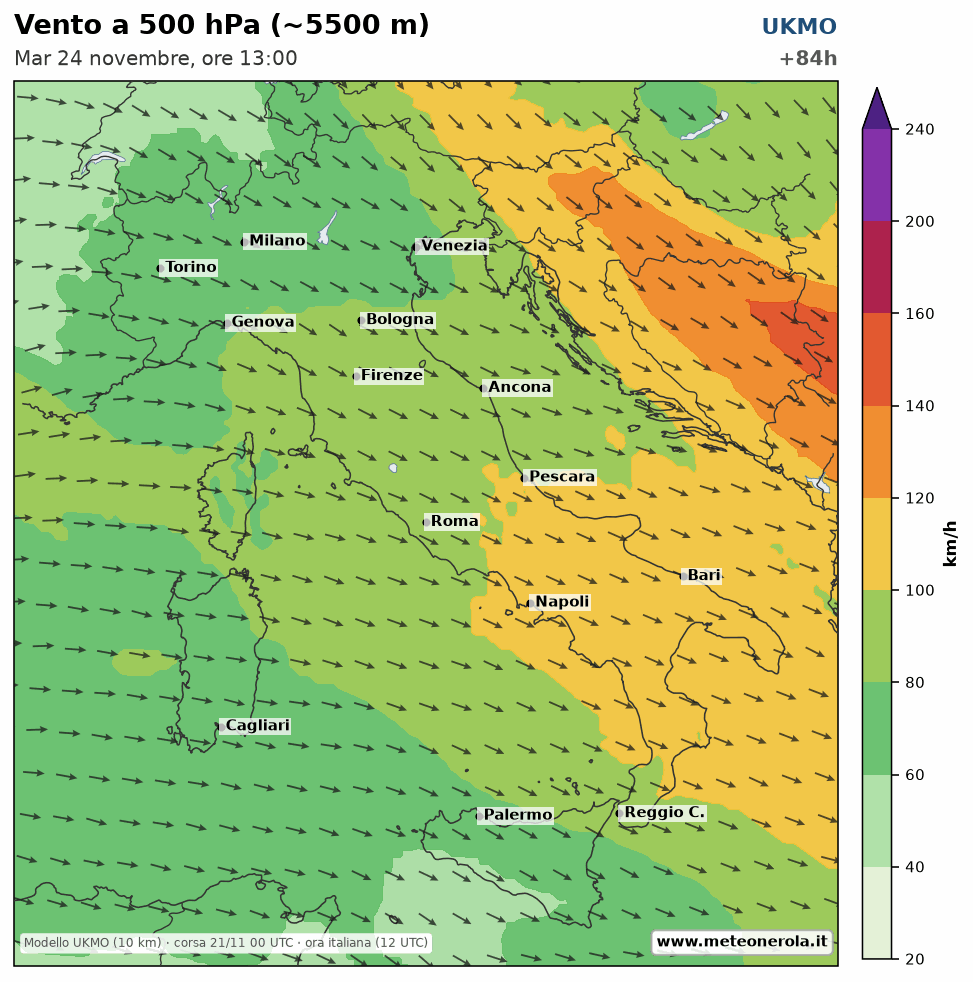 Vento a 500 hPa (~5500 m)
UKMO
Mar 24 novembre, ore 13:00
+84h
240
200
160
140
120
100
80
60
40
20
km/h
Milano
Venezia
Torino
Genova
Bologna
Firenze
Ancona
Pescara
Roma
Bari
Napoli
Cagliari
Palermo
Reggio C.
Modello UKMO (10 km) · corsa 21/11 00 UTC · ora italiana (12 UTC)
www.meteonerola.it